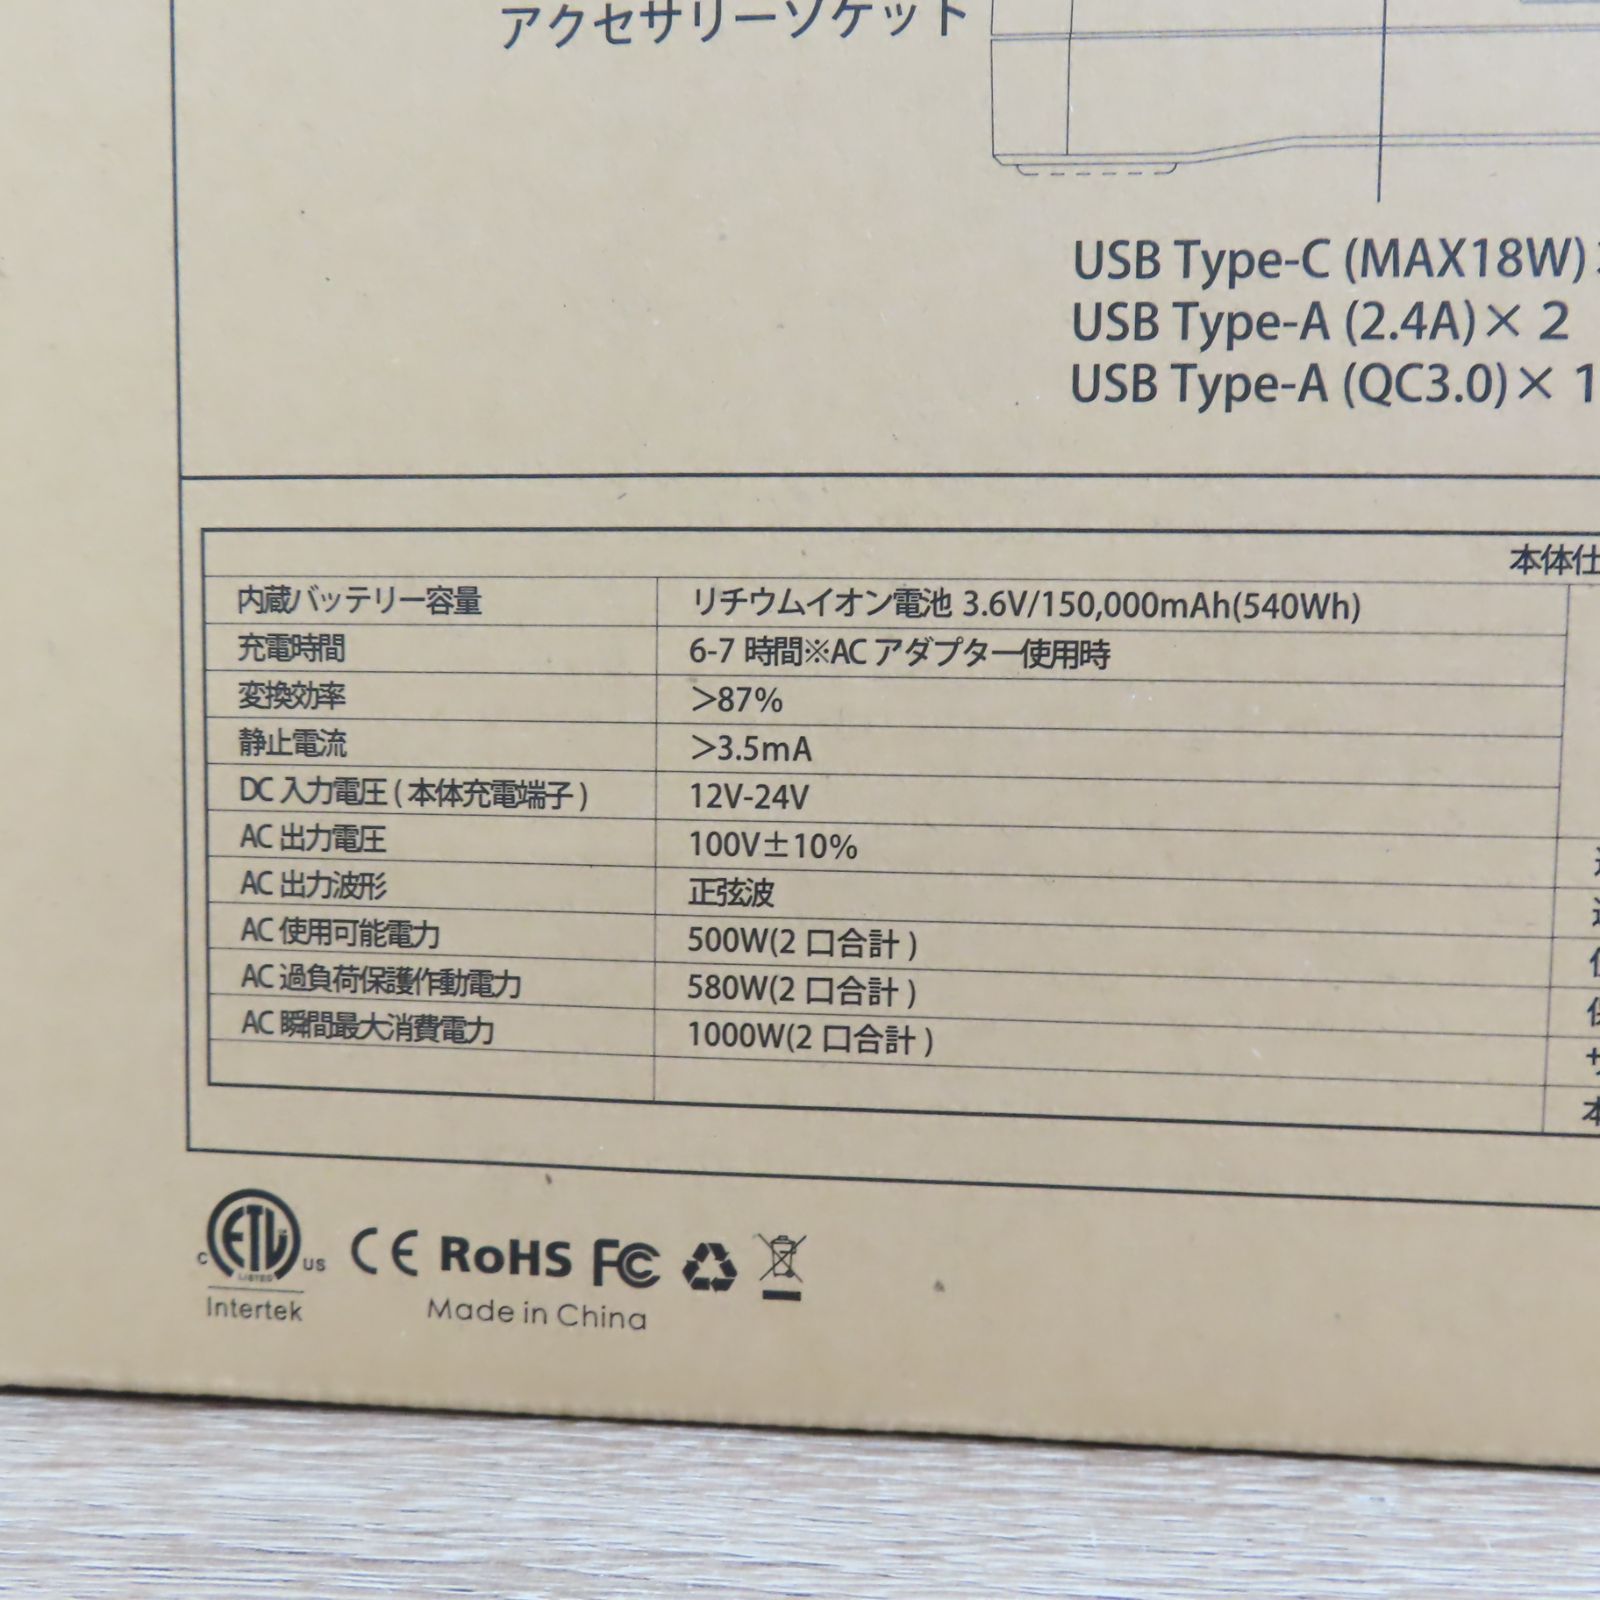 アクセサリーソケット
USB Type-C (MAX18W)
USB Type-A (2.4A)× 2
USB Type-A (QC3.0)× 1
本体仕
内蔵バッテリー容量 リチウムイオン電池 3.6V/150,000mAh(540Wh)
充電時間 6-7 時間※AC アダプター使用時
変換効率 >87%
静止電流 >3.5mA
DC 入力電圧 ( 本体充電端子 ) 12V-24V
AC 出力電圧 100V±10%
AC 出力波形 正弦波
AC 使用可能電力 500W(2 口合計 )
AC 過負荷保護作動電力 580W(2 口合計 )
AC 瞬間最大消費電力 1000W(2 口合計 )
本
C ETL US CE RoHS FC
LISTED
Intertek
Made in China